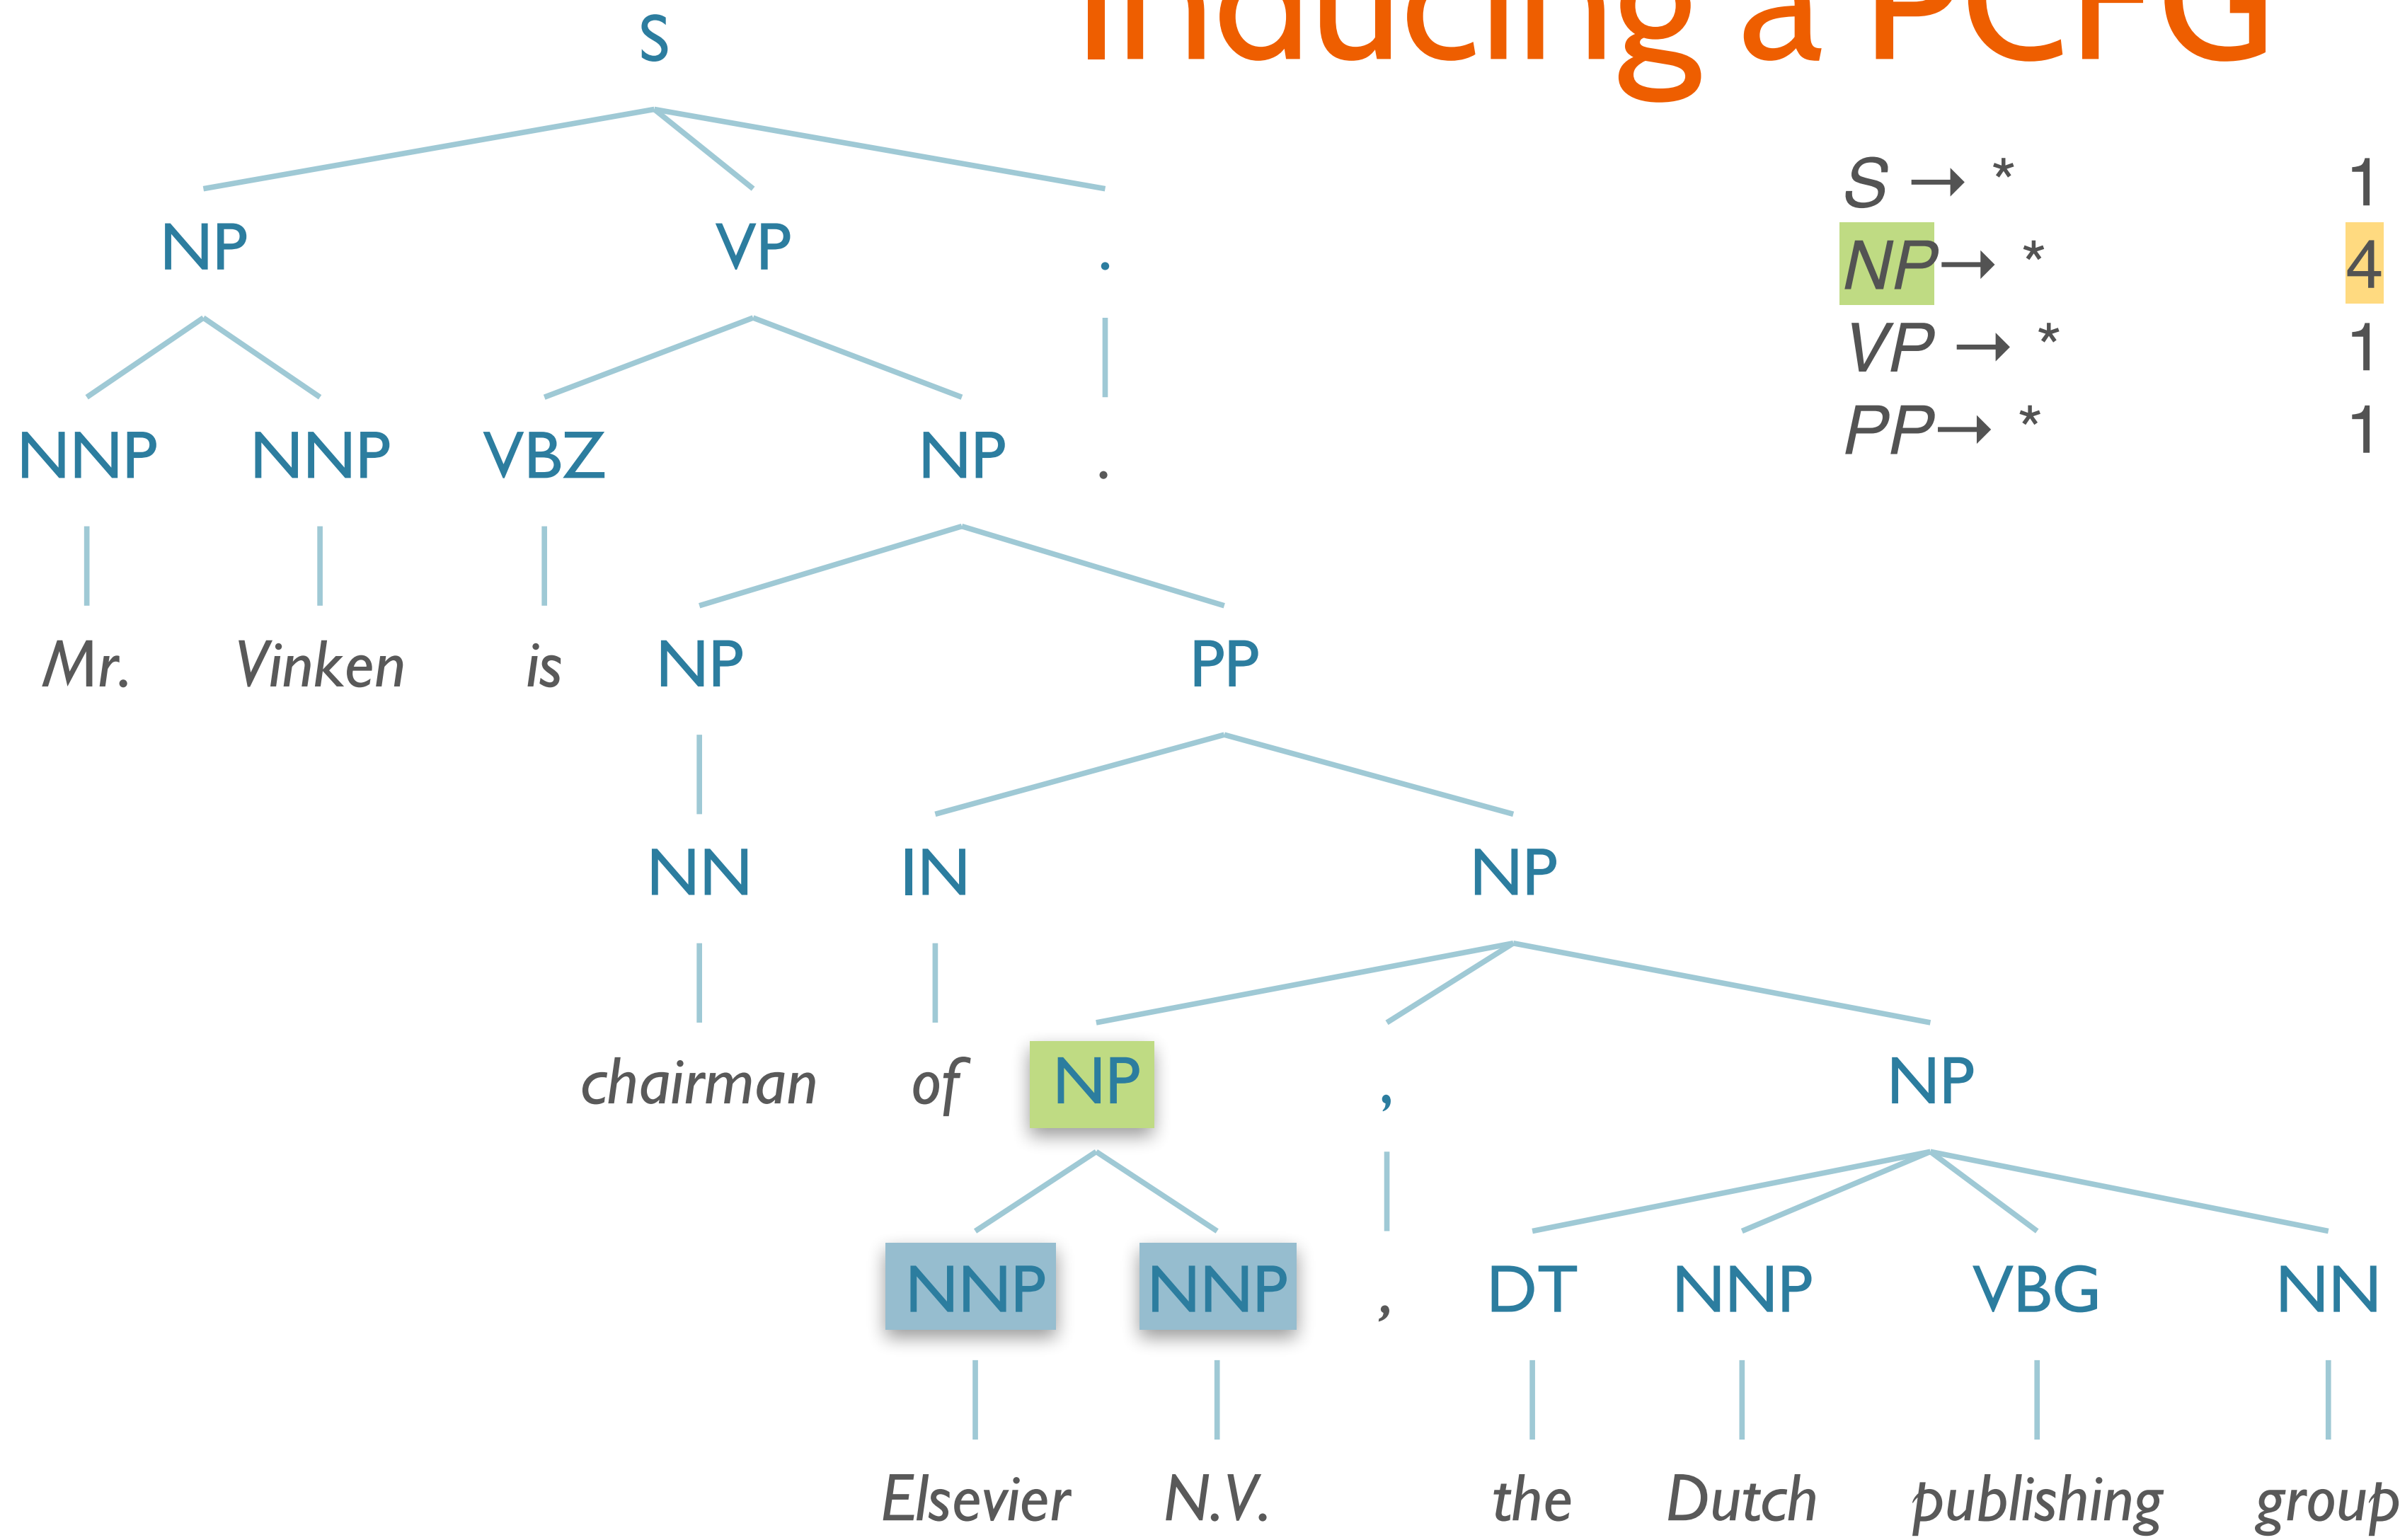 Inducing a PCFG
S
S → * 1
NP VP .
NP → * 4
VP → * 1
PP → * 1
NNP NNP VBZ NP .
Mr. Vinken is NP PP
NN IN NP
chairman of NP , NP
NNP NNP , DT NNP VBG NN
Elsevier N.V. the Dutch publishing group